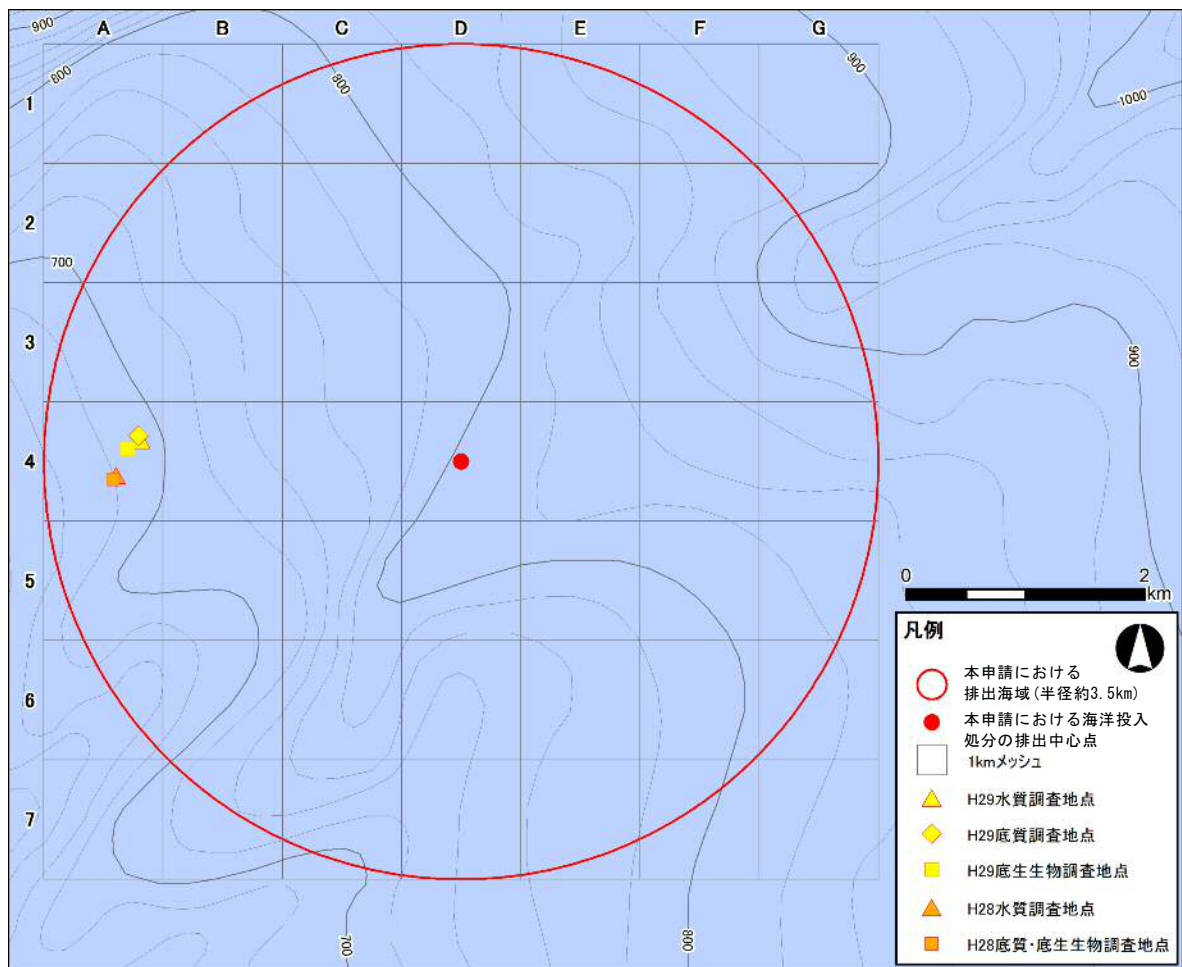 A B C D E F G
900
800
800
900
1000
1
2
700
3
900
4
5
0 2
km
6
7
700
800
凡例
本申請における
排出海域(半径約3.5km)
本申請における海洋投入
処分の排出中心点
1kmメッシュ
H29水質調査地点
H29底質調査地点
H29底生生物調査地点
H28水質調査地点
H28底質・底生生物調査地点